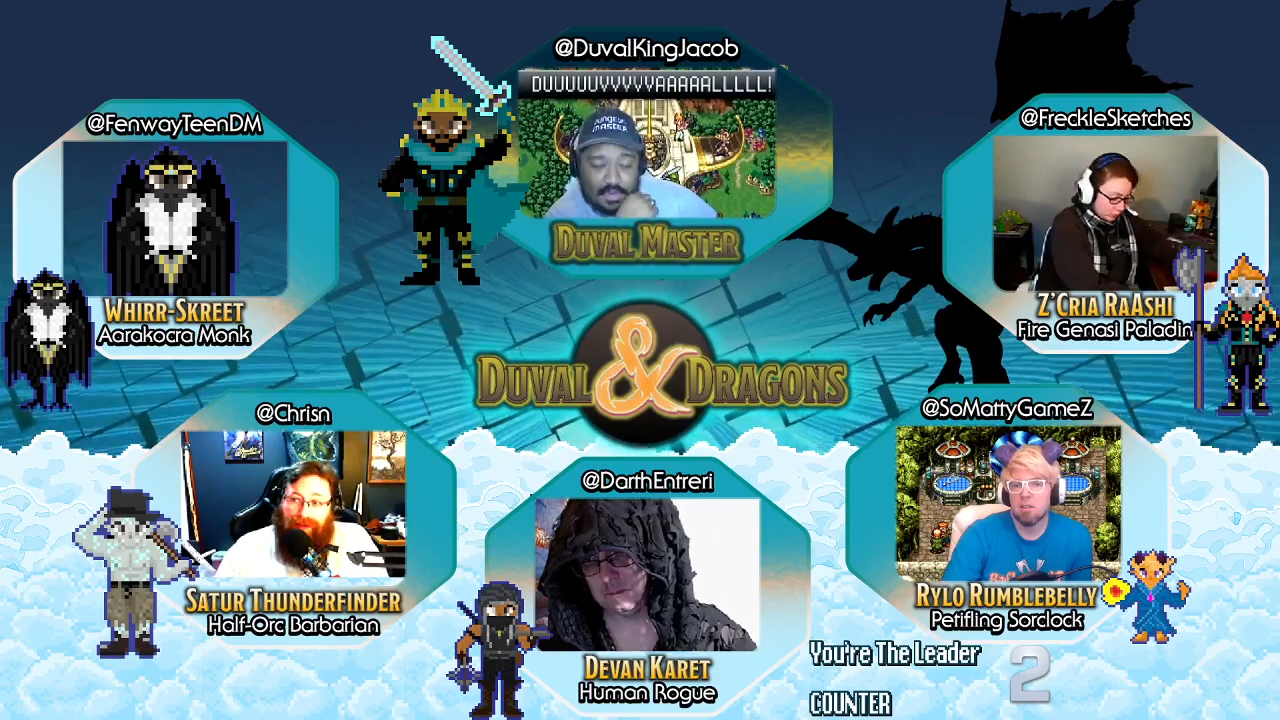 @DuvalKingJacob
DUUUUUVVVVVAAAAALLLLL!
DUNGEON MASTER
DUVAL MASTER
@FenwayTeenDM
WHIRR-SKREET
Aarakocra Monk
@FreckleSketches
Z'CRIA RAASHI
Fire Genasi Paladin
DUVAL & DRAGONS
@Chrisn
SATUR THUNDERFINDER
Half-Orc Barbarian
@DarthEntreri
DEVAN KARET
Human Rogue
@SoMattyGameZ
RYLO RUMBLEBELLY
Petifling Sorclock
You're The Leader
COUNTER
2